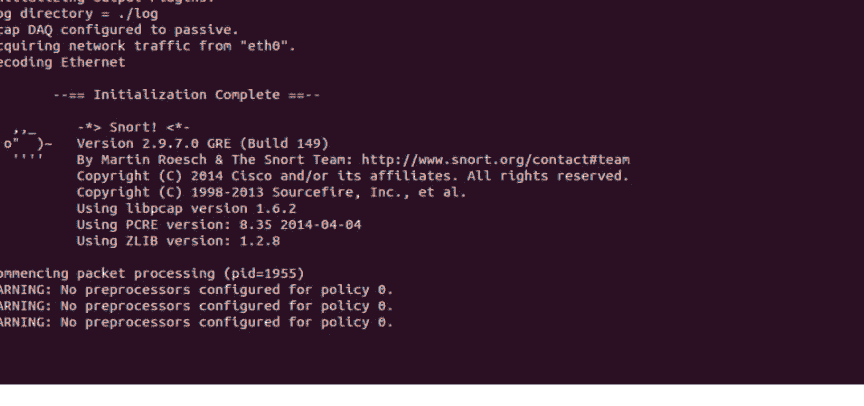 og directory = ./log
cap DAQ configured to passive.
cquiring network traffic from "eth0".
ecoding Ethernet
--== Initialization Complete ==--
,,_ -*> Snort! <*-
o" )~ Version 2.9.7.0 GRE (Build 149)
'''' By Martin Roesch & The Snort Team: http://www.snort.org/contact#team
Copyright (C) 2014 Cisco and/or its affiliates. All rights reserved.
Copyright (C) 1998-2013 Sourcefire, Inc., et al.
Using libpcap version 1.6.2
Using PCRE version: 8.35 2014-04-04
Using ZLIB version: 1.2.8
ommencing packet processing (pid=1955)
ARNING: No preprocessors configured for policy 0.
ARNING: No preprocessors configured for policy 0.
ARNING: No preprocessors configured for policy 0.